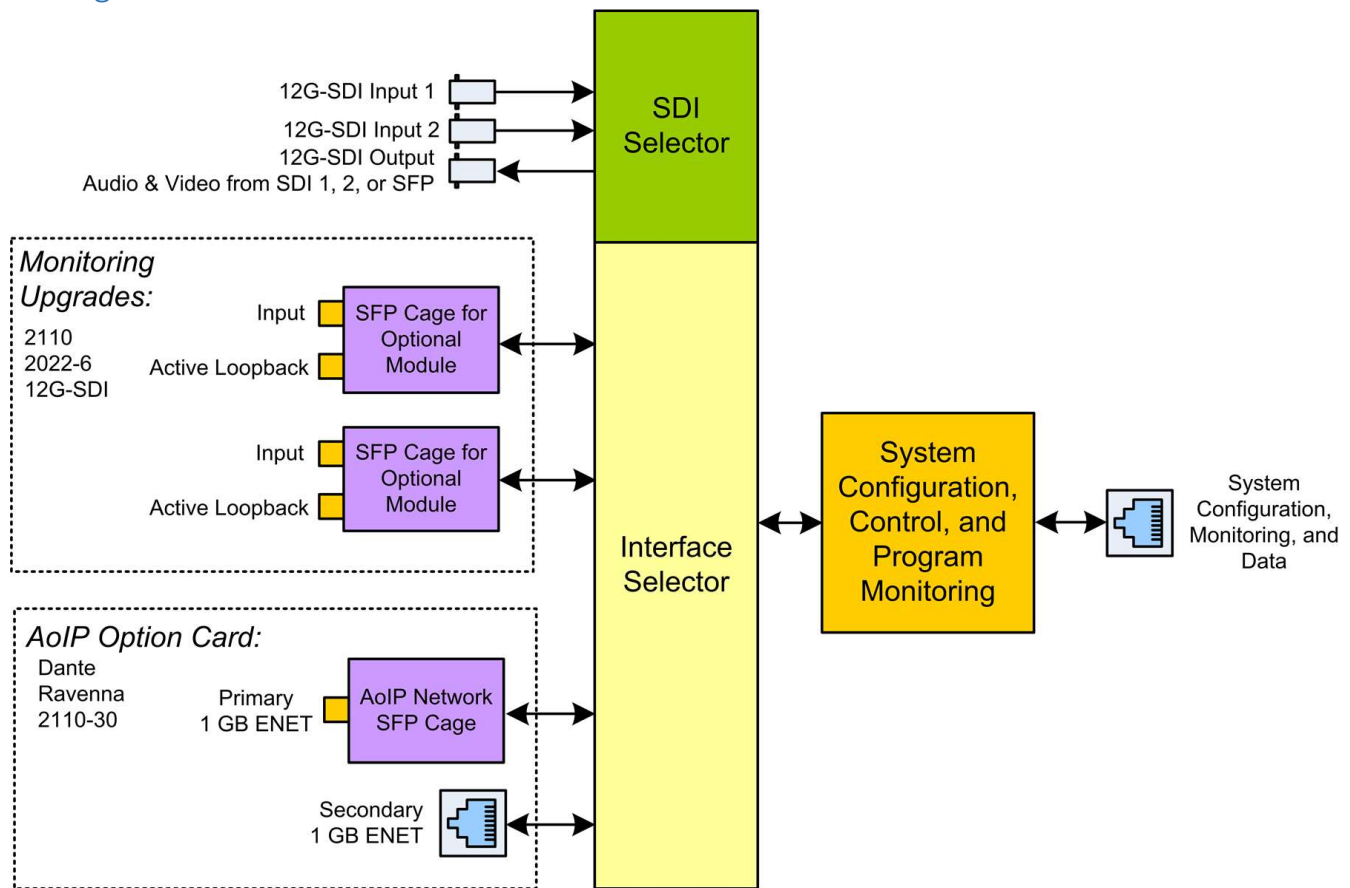 12G-SDI Input 1
12G-SDI Input 2
12G-SDI Output
Audio & Video from SDI 1, 2, or SFP
SDI
Selector
Monitoring
Upgrades:
2110
2022-6
12G-SDI
Input
Active Loopback
SFP Cage for
Optional
Module
Input
Active Loopback
SFP Cage for
Optional
Module
Interface
Selector
System
Configuration,
Control, and
Program
Monitoring
System
Configuration,
Monitoring, and
Data
AoIP Option Card:
Dante
Ravenna
2110-30
Primary
1 GB ENET
AoIP Network
SFP Cage
Secondary
1 GB ENET